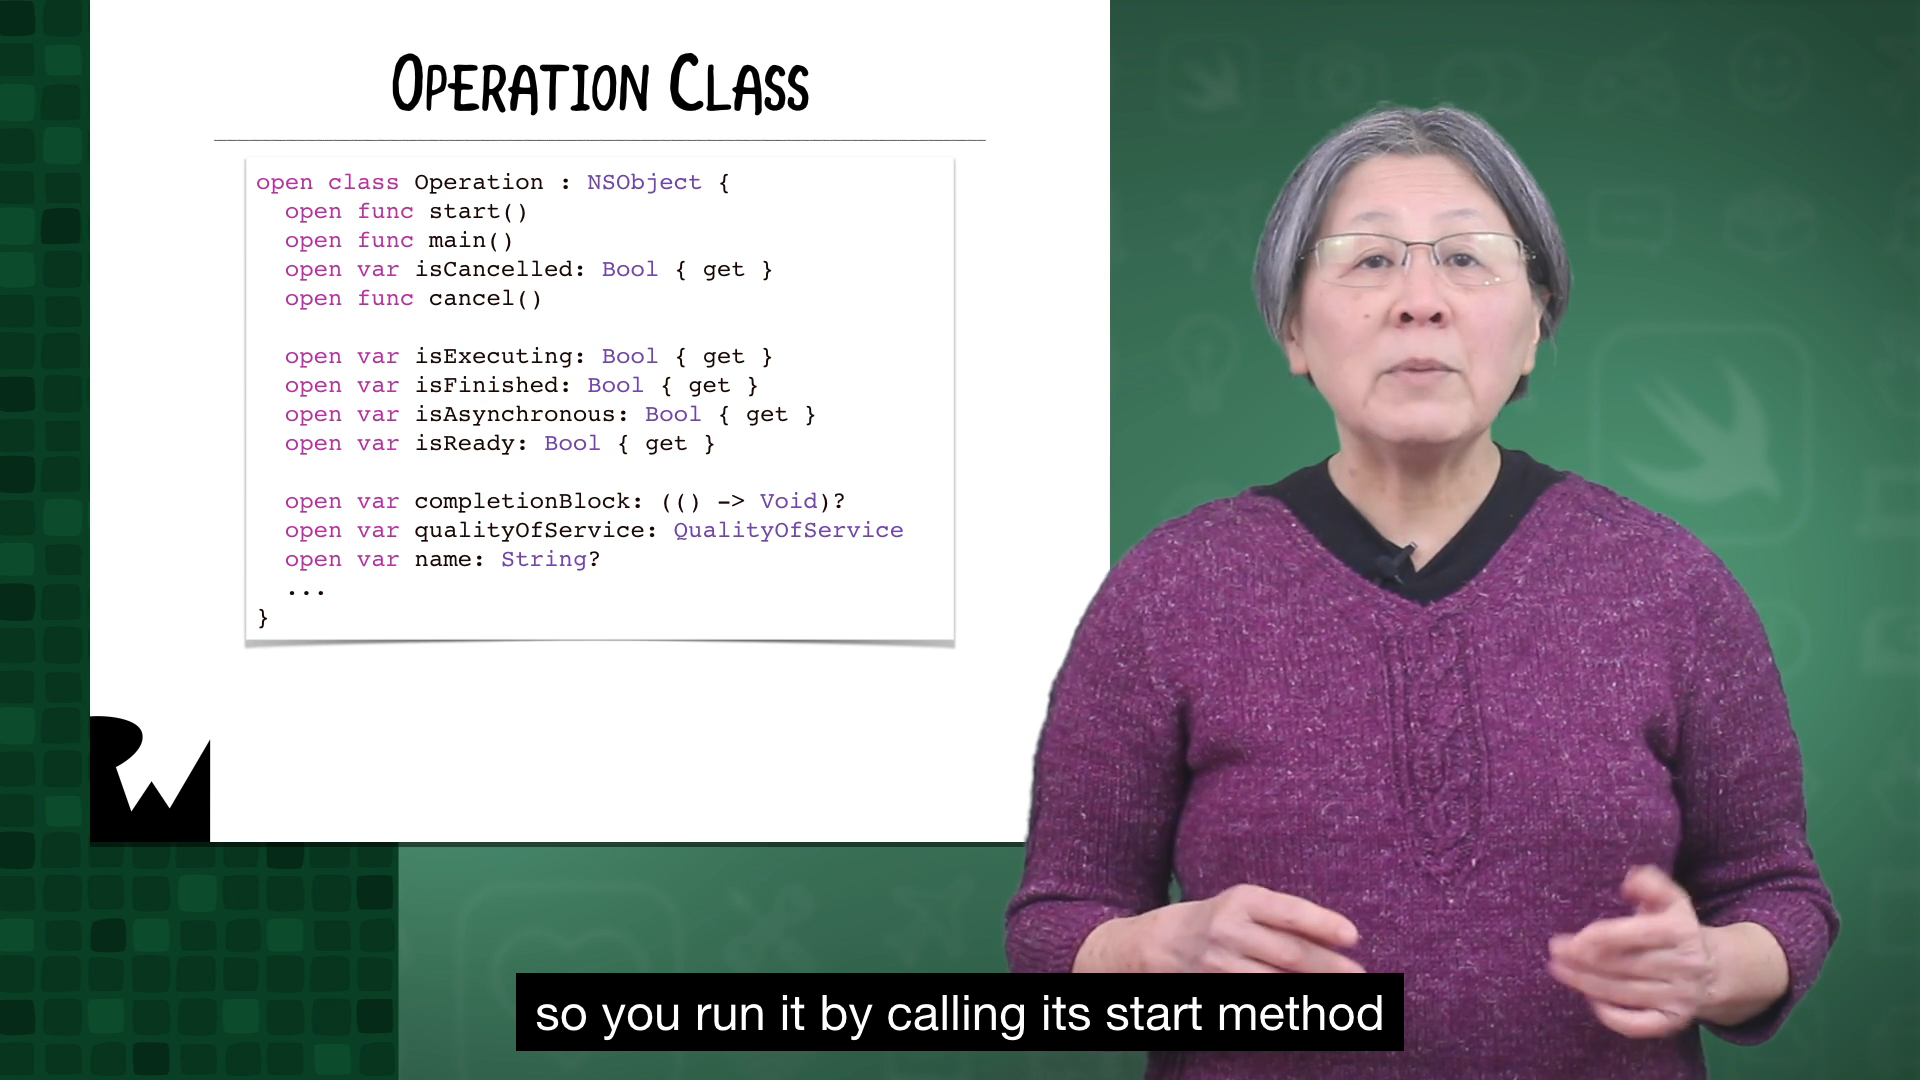 OPERATION CLASS
open class Operation : NSObject {
open func start()
open func main()
open var isCancelled: Bool { get }
open func cancel()
open var isExecuting: Bool { get }
open var isFinished: Bool { get }
open var isAsynchronous: Bool { get }
open var isReady: Bool { get }
open var completionBlock: (() -> Void)?
open var qualityOfService: QualityOfService
open var name: String?
...
}
RW
so you run it by calling its start method